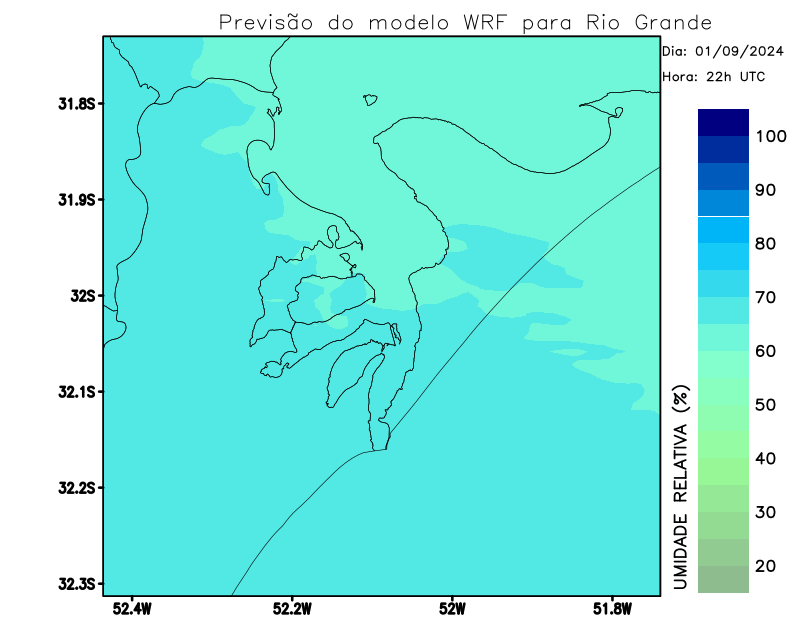 Previsão do modelo WRF para Rio Grande
Dia: 01/09/2024
Hora: 22h UTC
31.8S
31.9S
32S
32.1S
32.2S
32.3S
52.4W
52.2W
52W
51.8W
100
90
80
70
60
50
40
30
20
UMIDADE RELATIVA (%)